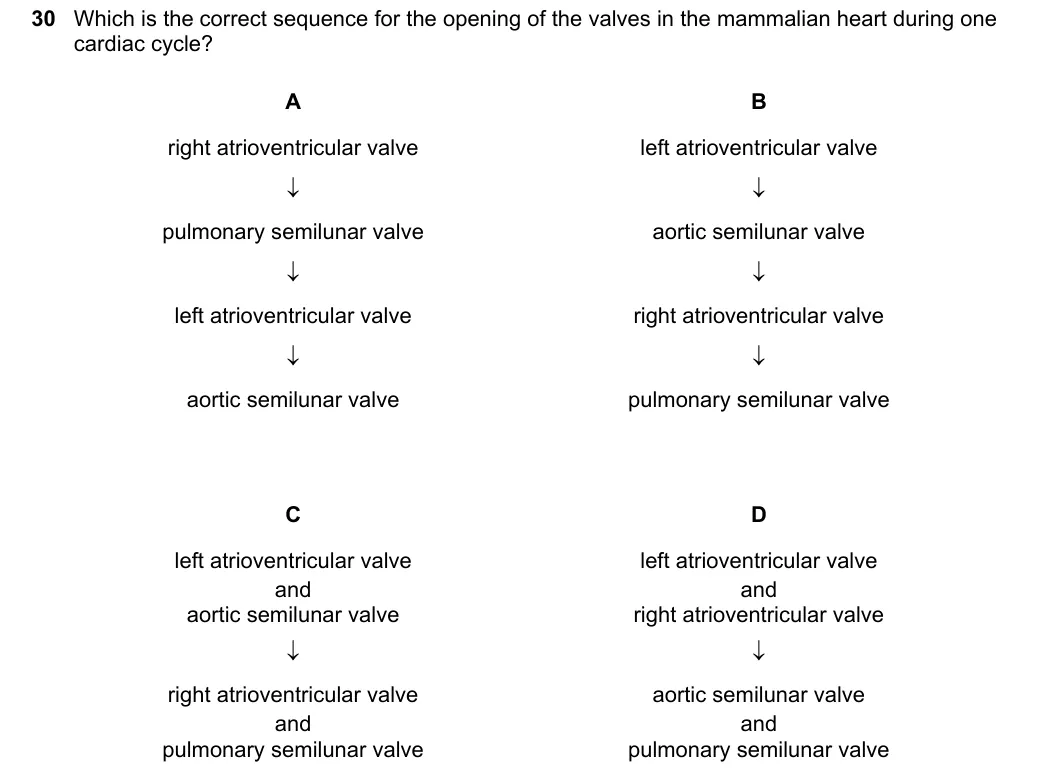 30 Which is the correct sequence for the opening of the valves in the mammalian heart during one
cardiac cycle?
A
right atrioventricular valve
↓
pulmonary semilunar valve
↓
left atrioventricular valve
↓
aortic semilunar valve
B
left atrioventricular valve
↓
aortic semilunar valve
↓
right atrioventricular valve
↓
pulmonary semilunar valve
C
left atrioventricular valve
and
aortic semilunar valve
↓
right atrioventricular valve
and
pulmonary semilunar valve
D
left atrioventricular valve
and
right atrioventricular valve
↓
aortic semilunar valve
and
pulmonary semilunar valve